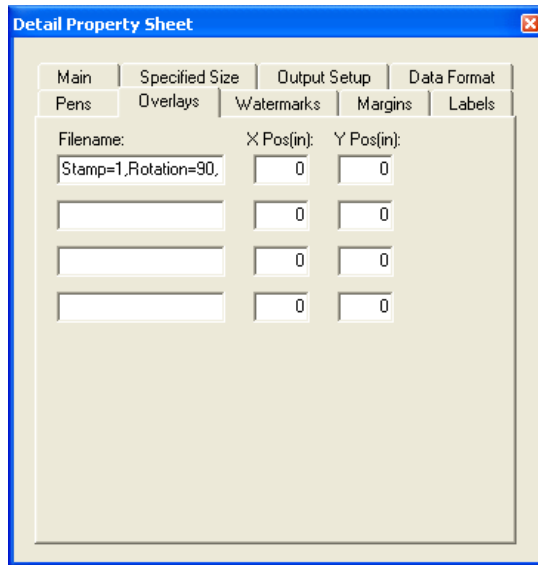 Detail Property Sheet
Main Specified Size Output Setup Data Format
Pens Overlays Watermarks Margins Labels
Filename: X Pos(in): Y Pos(in):
Stamp=1,Rotation=90, 0 0
0 0
0 0
0 0